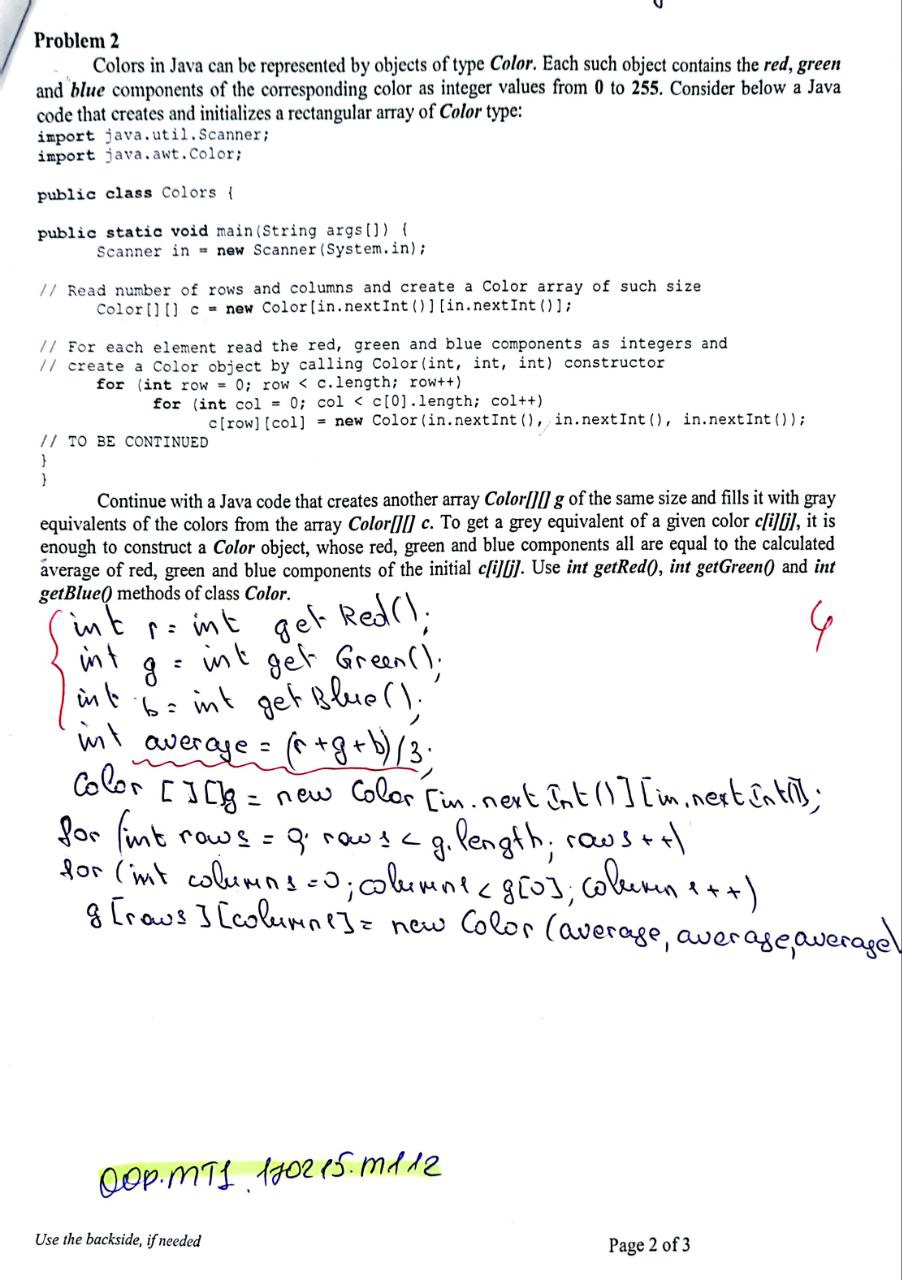 Problem 2
Colors in Java can be represented by objects of type Color. Each such object contains the red, green
and blue components of the corresponding color as integer values from 0 to 255. Consider below a Java
code that creates and initializes a rectangular array of Color type:
import java.util.Scanner;
import java.awt.Color;
public class Colors {
public static void main(String args[]) {
Scanner in = new Scanner(System.in);
// Read number of rows and columns and create a Color array of such size
Color[][] c = new Color[in.nextInt()][in.nextInt()];
// For each element read the red, green and blue components as integers and
// create a Color object by calling Color(int, int, int) constructor
for (int row = 0; row < c.length; row++)
for (int col = 0; col < c[0].length; col++)
c[row][col] = new Color(in.nextInt(), in.nextInt(), in.nextInt());
// TO BE CONTINUED
}
}
Continue with a Java code that creates another array Color[][] g of the same size and fills it with gray
equivalents of the colors from the array Color[][] c. To get a grey equivalent of a given color c[i][j], it is
enough to construct a Color object, whose red, green and blue components all are equal to the calculated
average of red, green and blue components of the initial c[i][j]. Use int getRed(), int getGreen() and int
getBlue() methods of class Color.
int r = int get Red();
int g = int get Green();
int b = int getBlue();
int average = (r+g+b)/3;
Color [][]g = new Color [in.nextInt()][in.nextInt()];
for (int rows = 0; rows < g.length; rows++)
for (int columns=0; columns < g[0]; columns++)
g[rows][columns]= new Color (average, average, average)
OOP.MT1.170215.M112
Use the backside, if needed
Page 2 of 3